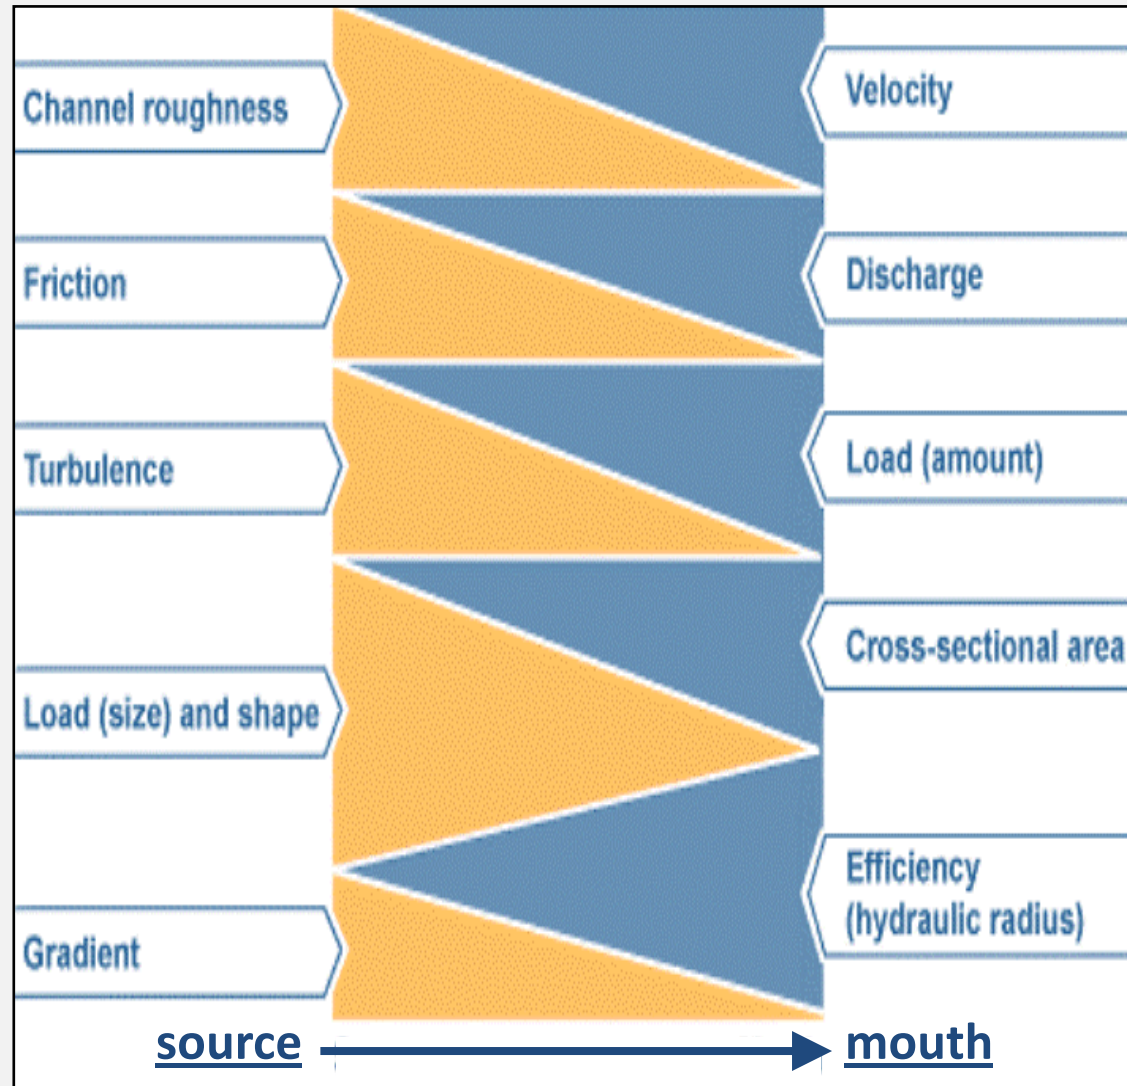 Channel roughness
Velocity
Friction
Discharge
Turbulence
Load (amount)
Cross-sectional area
Load (size) and shape
Efficiency
(hydraulic radius)
Gradient
source
mouth